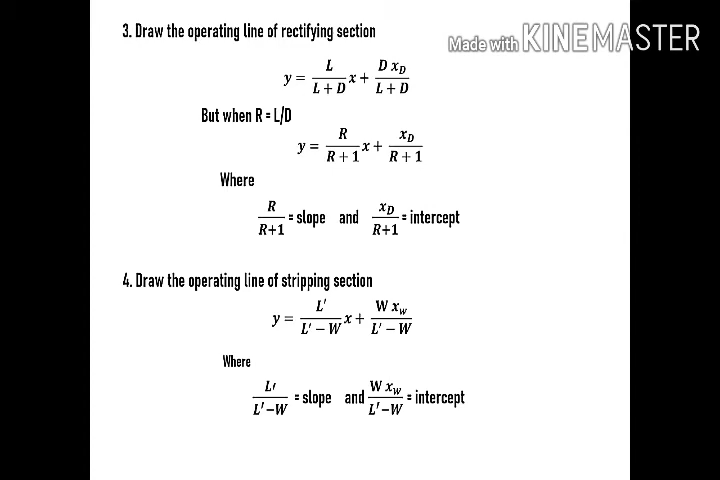 3. Draw the operating line of rectifying section
Made with KINEMASTER
y = L/(L + D) x + D x_D/(L + D)
But when R = L/D
y = R/(R + 1) x + x_D/(R + 1)
Where
R/(R+1) = slope and x_D/(R+1) = intercept
4. Draw the operating line of stripping section
y = L′/(L′ − W) x + W x_w/(L′ − W)
Where
L′/(L′−W) = slope and W x_W/(L′−W) = intercept